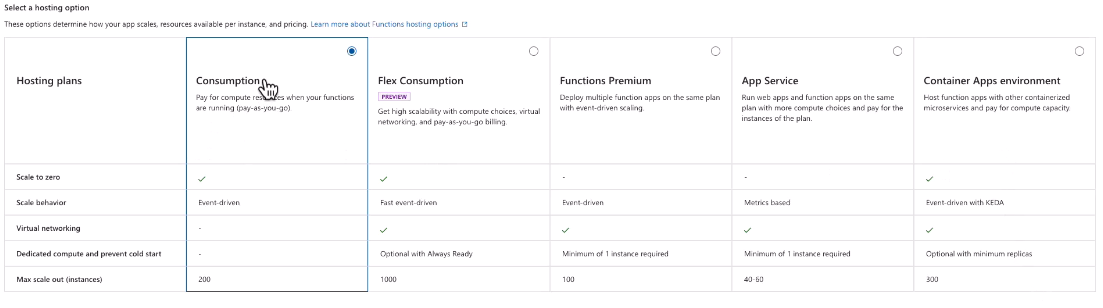 Select a hosting option
These options determine how your app scales, resources available per instance, and pricing. Learn more about Functions hosting options
Hosting plans
Consumption
Pay for compute resources when your functions
are running (pay-as-you-go).
Flex Consumption
PREVIEW
Get high scalability with compute choices, virtual
networking, and pay-as-you-go billing.
Functions Premium
Deploy multiple function apps on the same plan
with event-driven scaling.
App Service
Run web apps and function apps on the same
plan with more compute choices and pay for the
instances of the plan.
Container Apps environment
Host function apps with other containerized
microservices and pay for compute capacity.
Scale to zero
- -
Scale behavior Event-driven Fast event-driven Event-driven Metrics based Event-driven with KEDA
Virtual networking -
Dedicated compute and prevent cold start - Optional with Always Ready Minimum of 1 instance required Minimum of 1 instance required Optional with minimum replicas
Max scale out (instances) 200 1000 100 40-60 300